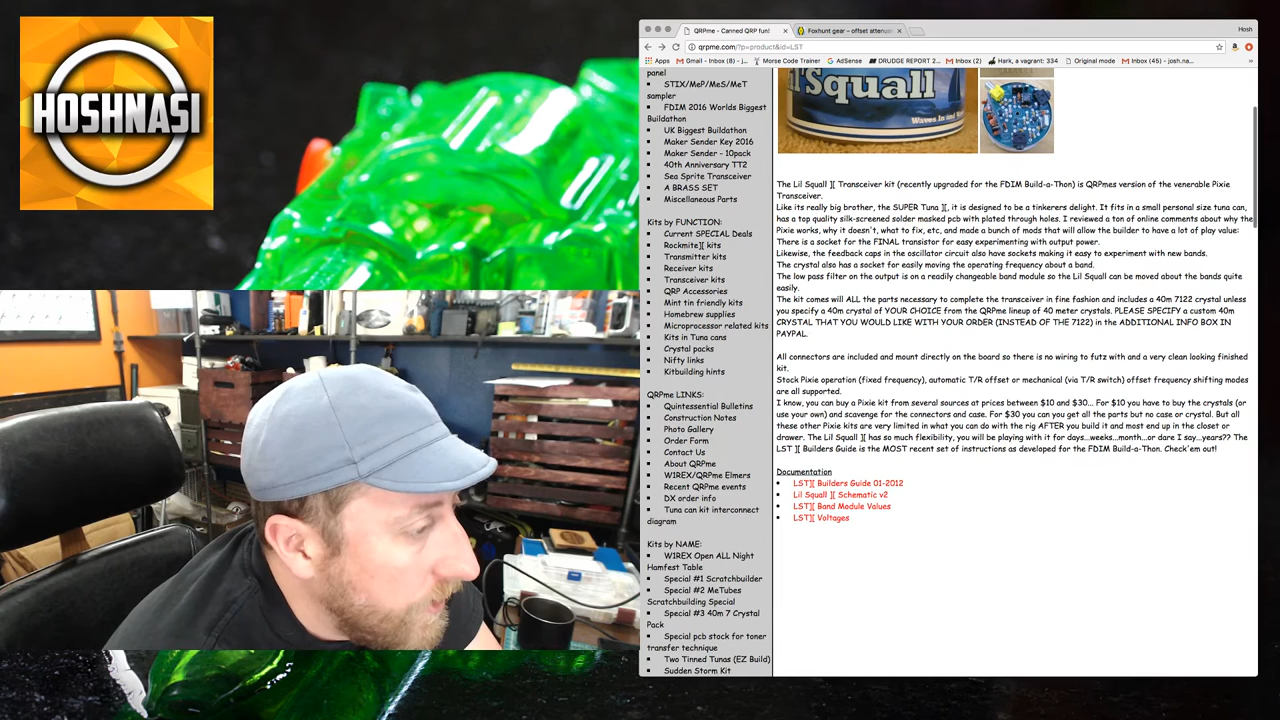 HOSHNASI
QRPme - Canned QRP fun!
Foxhunt gear – offset attenuat
Hosh
qrpme.com/?p=product&id=LST
Apps
Gmail - Inbox (8) - j...
Morse Code Trainer
AdSense
DRUDGE REPORT 2...
Inbox (2)
Hark, a vagrant: 334
Original mode
Inbox (45) - josh.na...
»
panel
STIX/MeP/MeS/MeT
sampler
FDIM 2016 Worlds Biggest
Buildathon
UK Biggest Buildathon
Maker Sender Key 2016
Maker Sender - 10pack
40th Anniversary TT2
Sea Sprite Transceiver
A BRASS SET
Miscellaneous Parts
Kits by FUNCTION:
Current SPECIAL Deals
Rockmite][ kits
Transmitter kits
Receiver kits
Transceiver kits
QRP Accessories
Mint tin friendly kits
Homebrew supplies
Microprocessor related kits
Kits in Tuna cans
Crystal packs
Nifty links
Kitbuilding hints
QRPme LINKS:
Quintessential Bulletins
Construction Notes
Photo Gallery
Order Form
Contact Us
About QRPme
W1REX/QRPme Elmers
Recent QRPme events
DX order info
Tuna can kit interconnect
diagram
Kits by NAME:
W1REX Open ALL Night
Hamfest Table
Special #1 Scratchbuilder
Special #2 MeTubes
Scratchbuilding Special
Special #3 40m 7 Crystal
Pack
Special pcb stock for toner
transfer technique
Two Tinned Tunas (EZ Build)
Sudden Storm Kit
l'Squall
Waves In and
The Lil Squall ][ Transceiver kit (recently upgraded for the FDIM Build-a-Thon) is QRPmes version of the venerable Pixie
Transceiver.
Like its really big brother, the SUPER Tuna ][, it is designed to be a tinkerers delight. It fits in a small personal size tuna can,
has a top quality silk-screened solder masked pcb with plated through holes. I reviewed a ton of online comments about why the
Pixie works, why it doesn't, what to fix, etc, and made a bunch of mods that will allow the builder to have a lot of play value:
There is a socket for the FINAL transistor for easy experimenting with output power.
Likewise, the feedback caps in the oscillator circuit also have sockets making it easy to experiment with new bands.
The crystal also has a socket for easily moving the operating frequency about a band.
The low pass filter on the output is on a readily changeable band module so the Lil Squall can be moved about the bands quite
easily.
The kit comes will ALL the parts necessary to complete the transceiver in fine fashion and includes a 40m 7122 crystal unless
you specify a 40m crystal of YOUR CHOICE from the QRPme lineup of 40 meter crystals. PLEASE SPECIFY a custom 40m
CRYSTAL THAT YOU WOULD LIKE WITH YOUR ORDER (INSTEAD OF THE 7122) in the ADDITIONAL INFO BOX IN
PAYPAL.
All connectors are included and mount directly on the board so there is no wiring to futz with and a very clean looking finished
kit.
Stock Pixie operation (fixed frequency), automatic T/R offset or mechanical (via T/R switch) offset frequency shifting modes
are all supported.
I know, you can buy a Pixie kit from several sources at prices between $10 and $30... For $10 you have to buy the crystals (or
use your own) and scavenge for the connectors and case. For $30 you can you get all the parts but no case or crystal. But all
these other Pixie kits are very limited in what you can do with the rig AFTER you build it and most end up in the closet or
drawer. The Lil Squall ][ has so much flexibility, you will be playing with it for days...weeks...month...or dare I say...years?? The
LST ][ Builders Guide is the MOST recent set of instructions as developed for the FDIM Build-a-Thon. Check'em out!
Documentation
LST][ Builders Guide 01-2012
Lil Squall ][ Schematic v2
LST][ Band Module Values
LST][ Voltages